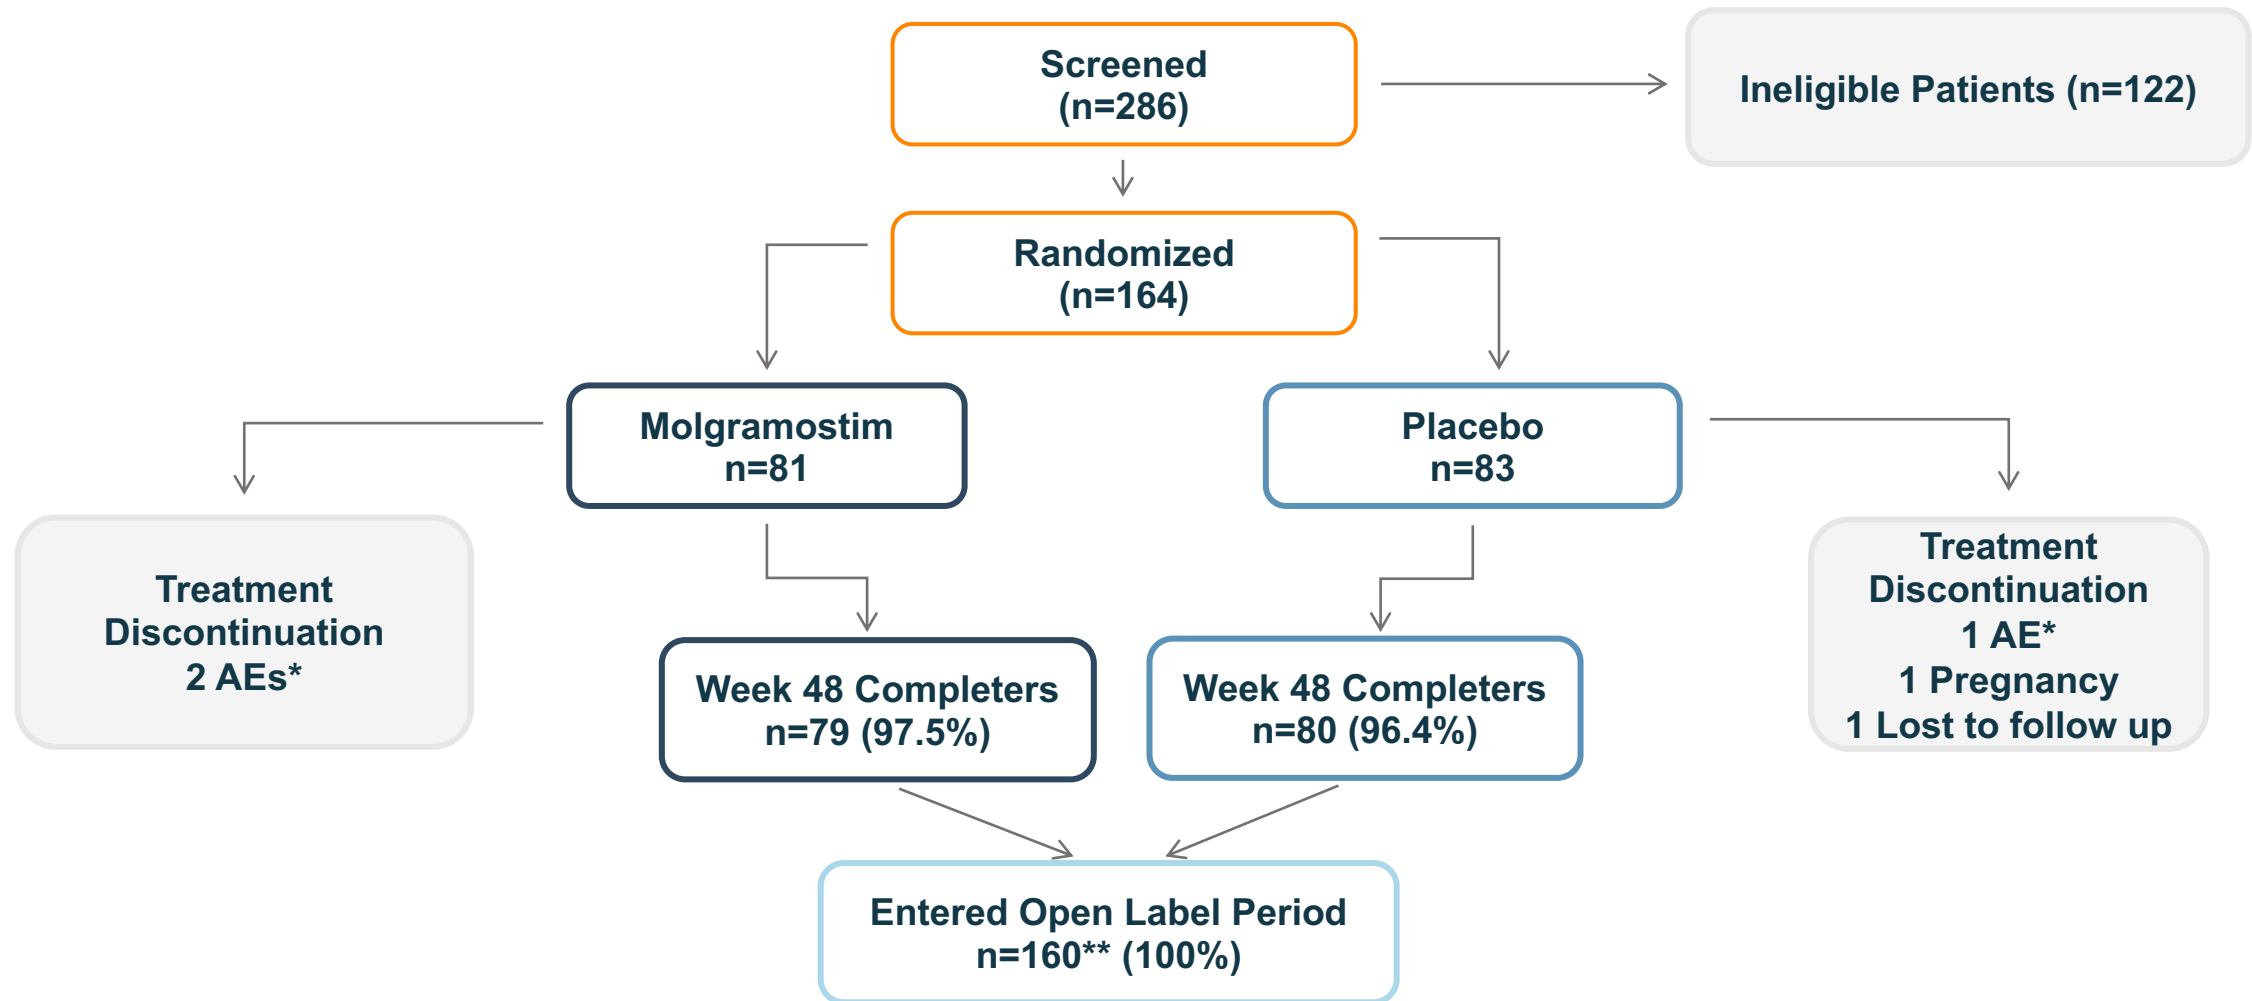 Screened
(n=286)
Ineligible Patients (n=122)
Randomized
(n=164)
Molgramostim
n=81
Placebo
n=83
Treatment
Discontinuation
2 AEs*
Week 48 Completers
n=79 (97.5%)
Week 48 Completers
n=80 (96.4%)
Treatment
Discontinuation
1 AE*
1 Pregnancy
1 Lost to follow up
Entered Open Label Period
n=160** (100%)